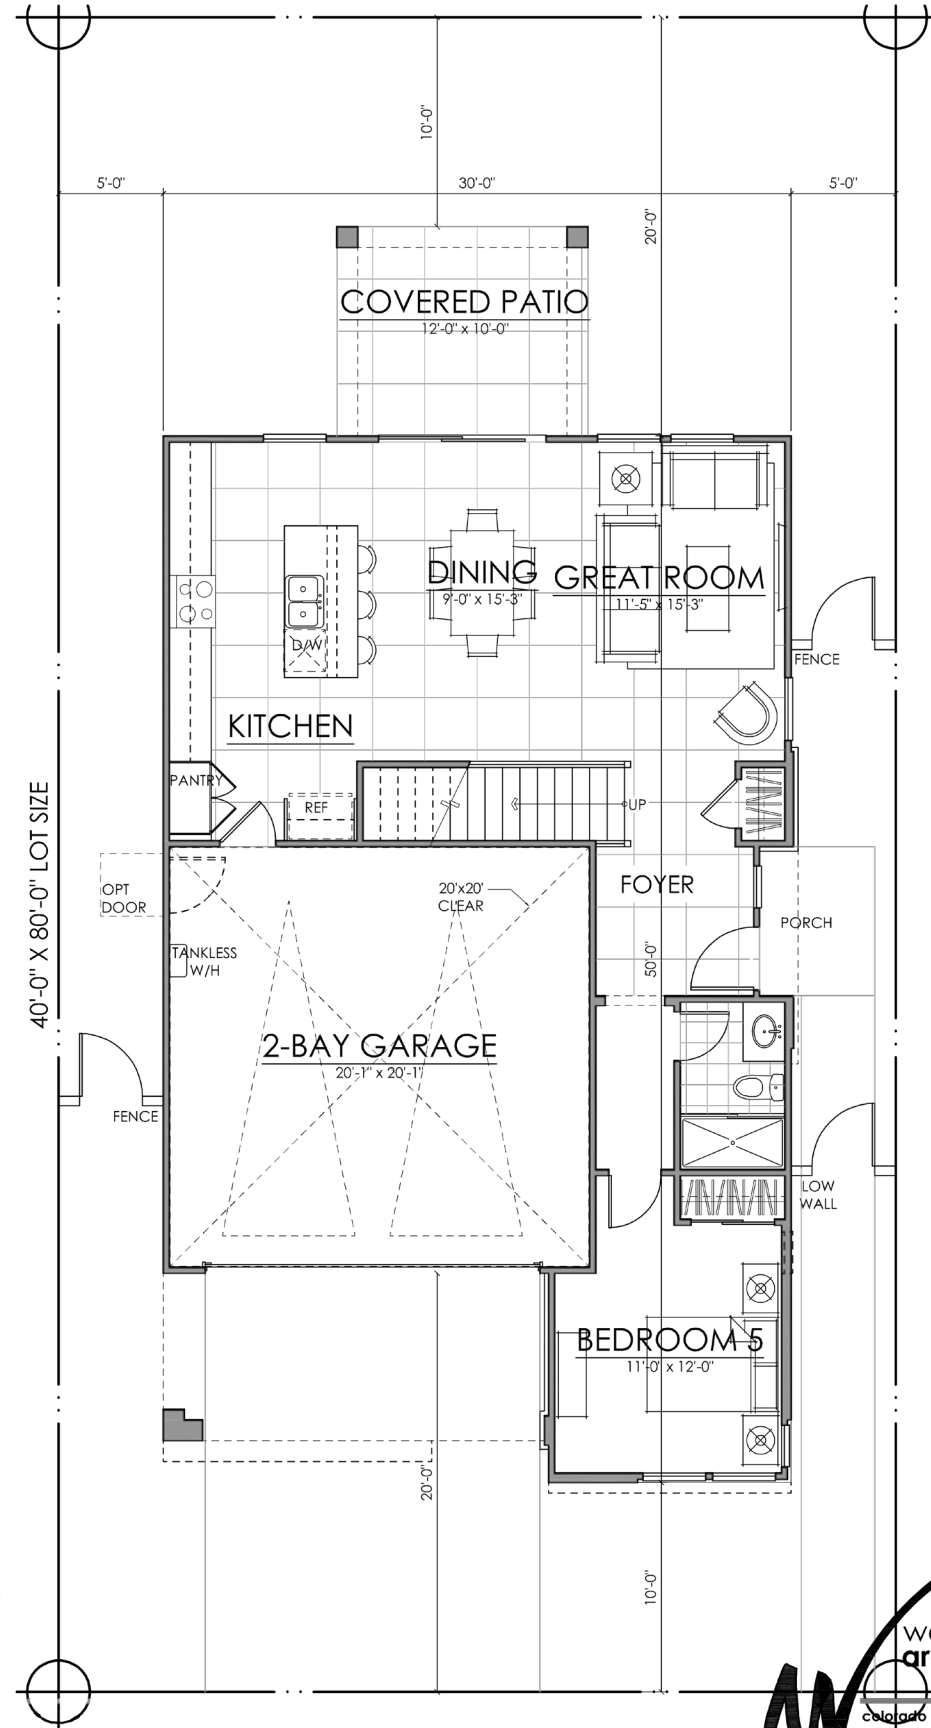 10'-0"
5'-0"
30'-0"
5'-0"
20'-0"
COVERED PATIO
12'-0" x 10'-0"
DINING
9'-0" x 15'-3"
GREAT ROOM
11'-5" x 15'-3"
D/W
FENCE
KITCHEN
PANTRY
REF
UP
40'-0" X 80'-0" LOT SIZE
OPT
DOOR
20'x20'
CLEAR
FOYER
PORCH
TANKLESS
W/H
50'-0"
2-BAY GARAGE
20'-1" x 20'-1"
FENCE
LOW
WALL
BEDROOM 5
11'-0" x 12'-0"
20'-0"
10'-0"
colorado